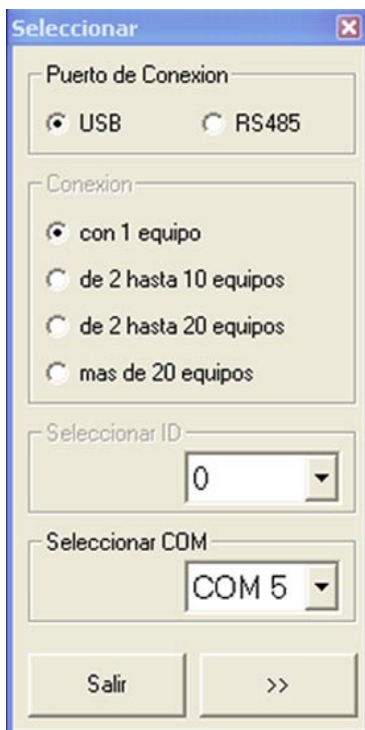 Seleccionar
Puerto de Conexion
USB RS485
Conexion
con 1 equipo
de 2 hasta 10 equipos
de 2 hasta 20 equipos
mas de 20 equipos
Seleccionar ID
0
Seleccionar COM
COM 5
Salir >>